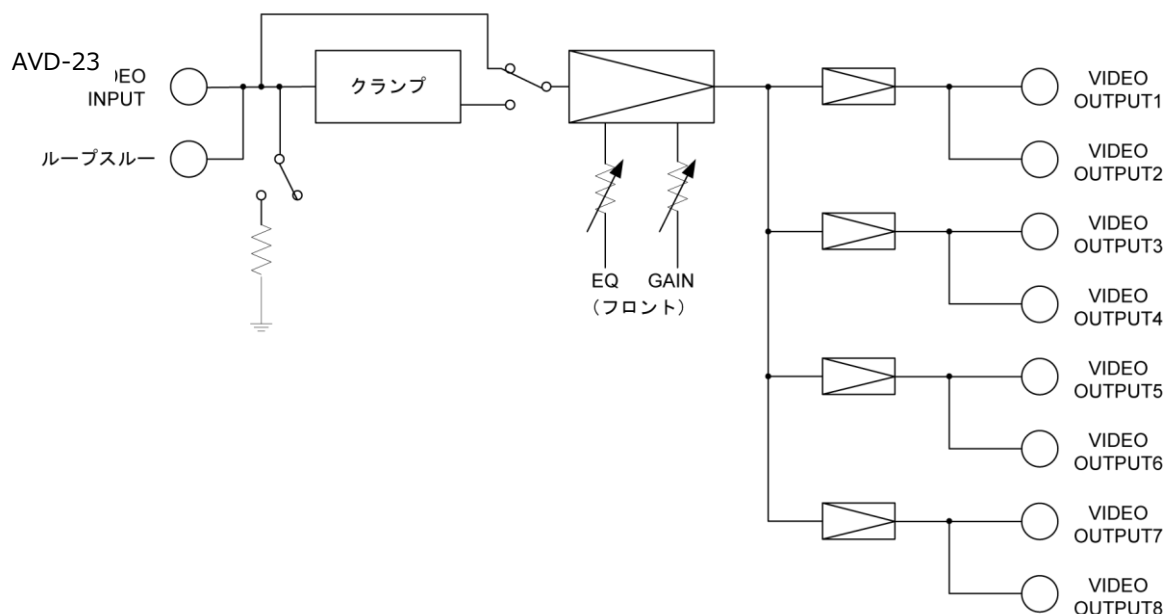 AVD-23
DEO
INPUT
ループスルー
クランプ
EQ
GAIN
(フロント)
VIDEO
OUTPUT1
VIDEO
OUTPUT2
VIDEO
OUTPUT3
VIDEO
OUTPUT4
VIDEO
OUTPUT5
VIDEO
OUTPUT6
VIDEO
OUTPUT7
VIDEO
OUTPUT8